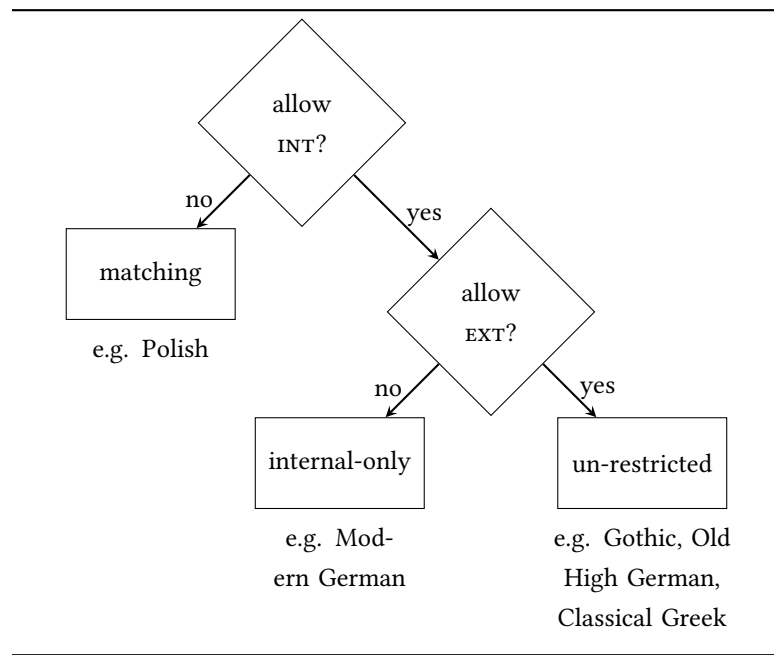 allow
INT?
no
yes
matching
allow
EXT?
e.g. Polish
no
yes
internal-only
un-restricted
e.g. Mod-
ern German
e.g. Gothic, Old
High German,
Classical Greek